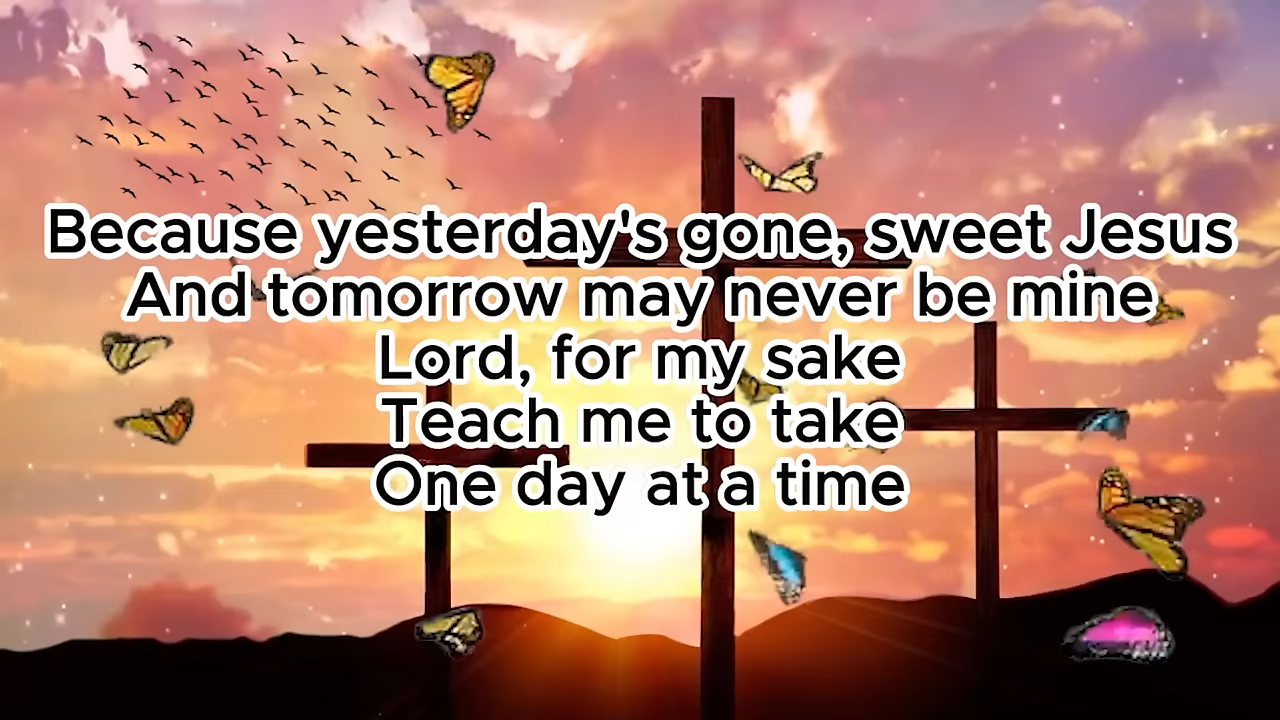 Because yesterday's gone, sweet Jesus
And tomorrow may never be mine
Lord, for my sake
Teach me to take
One day at a time